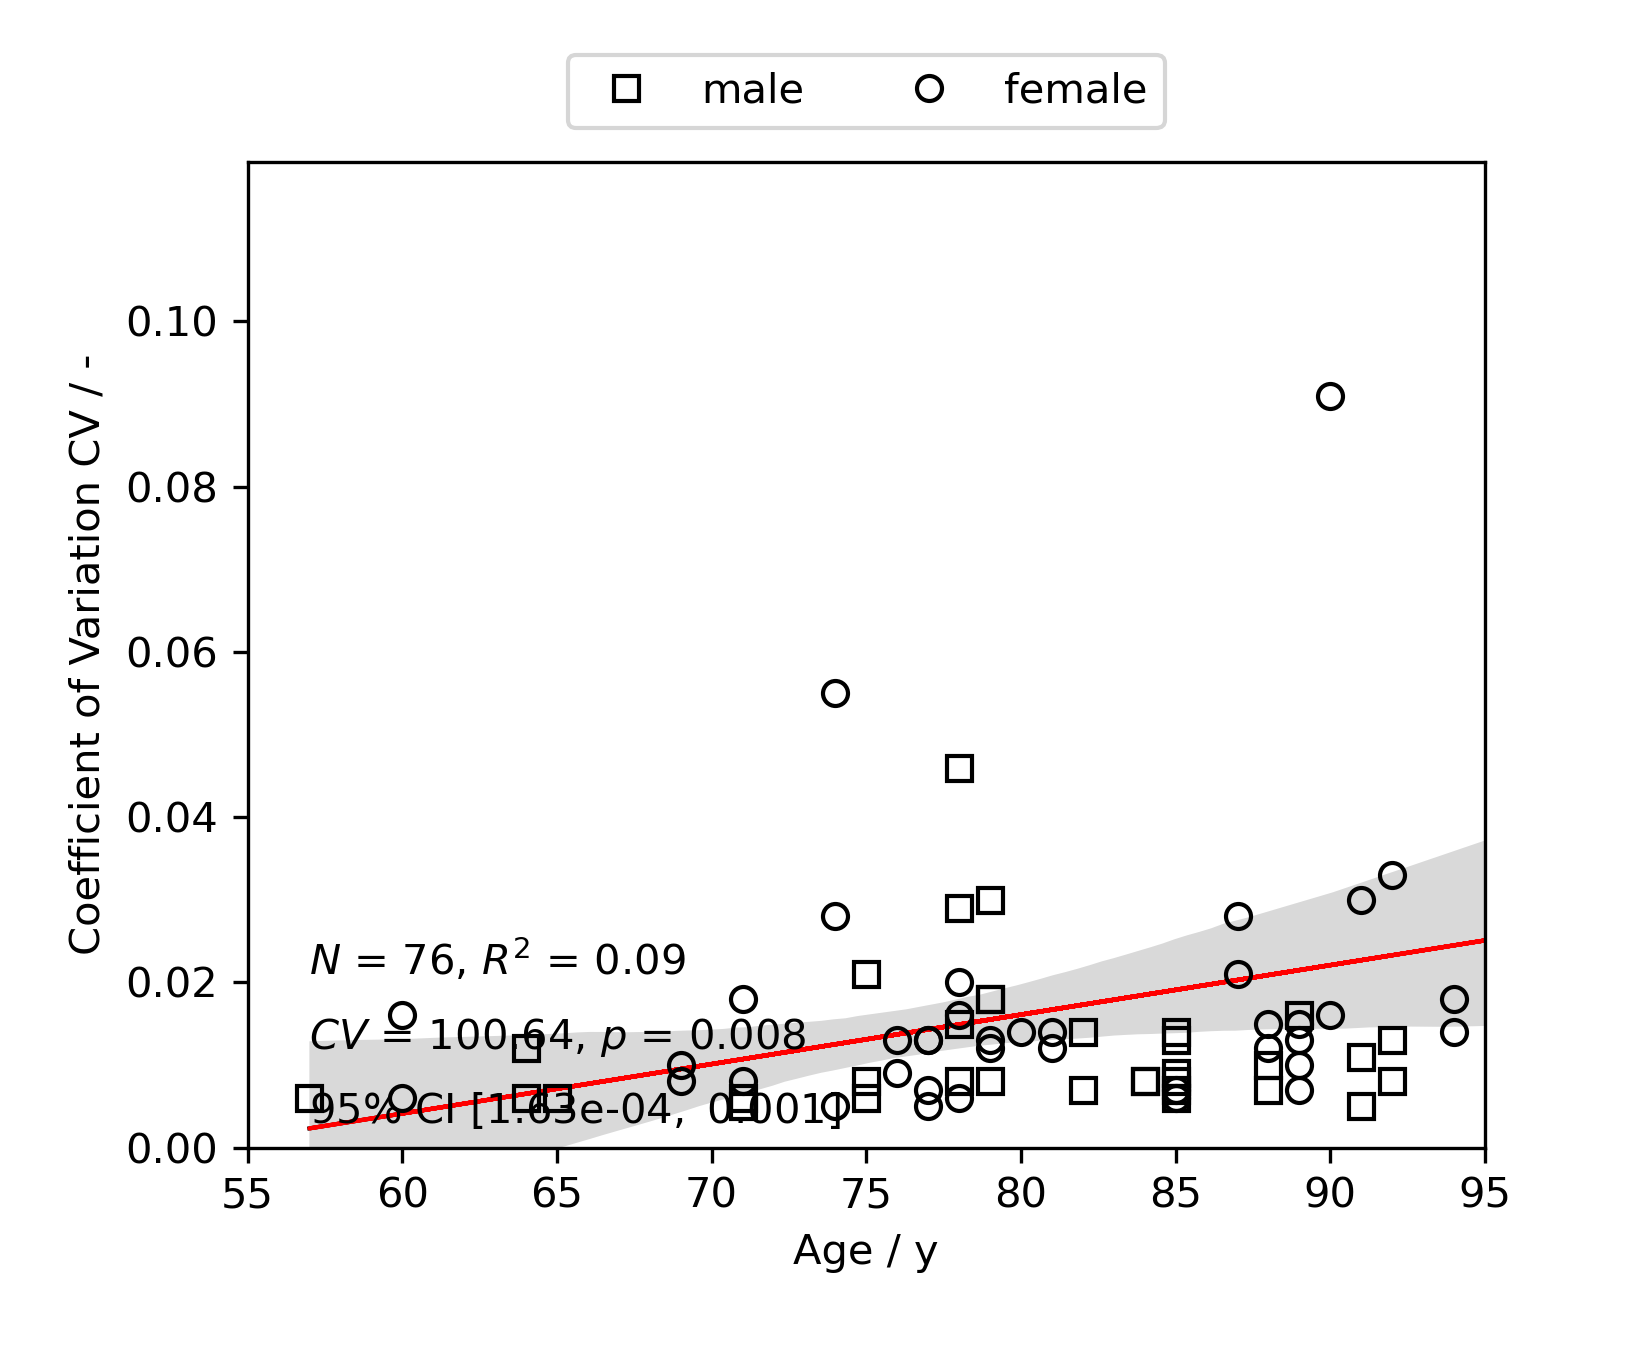 male female
0.10
0.08
0.06
0.04
0.02
0.00
Coefficient of Variation CV / -
N = 76, R² = 0.09
CV = 100.64, p = 0.008
95% CI [1.63e-04, 0.001]
55 60 65 70 75 80 85 90 95
Age / y